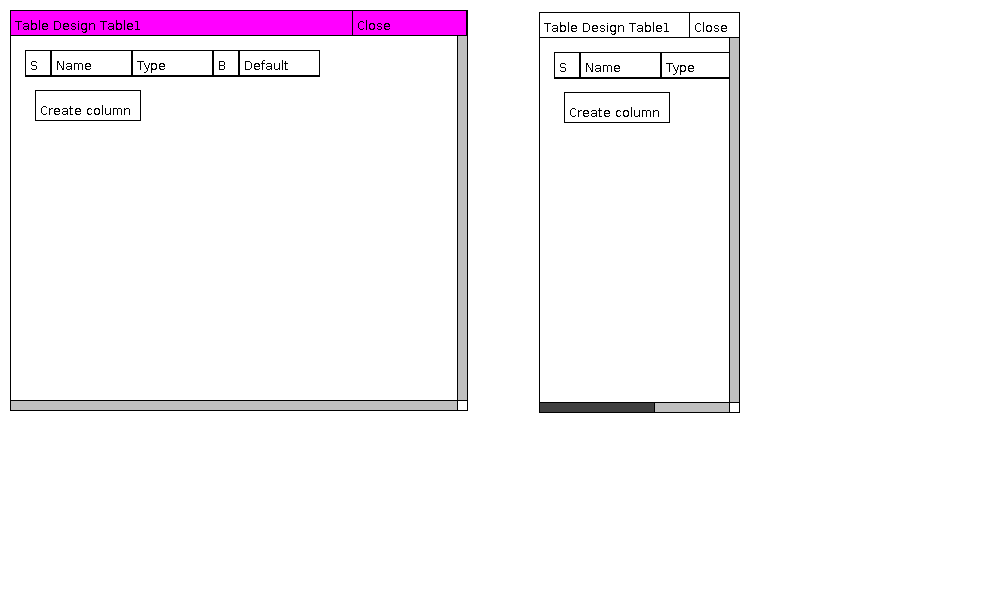 Table Design Table1 Close
S Name Type B Default
Create column
Table Design Table1 Close
S Name Type
Create column